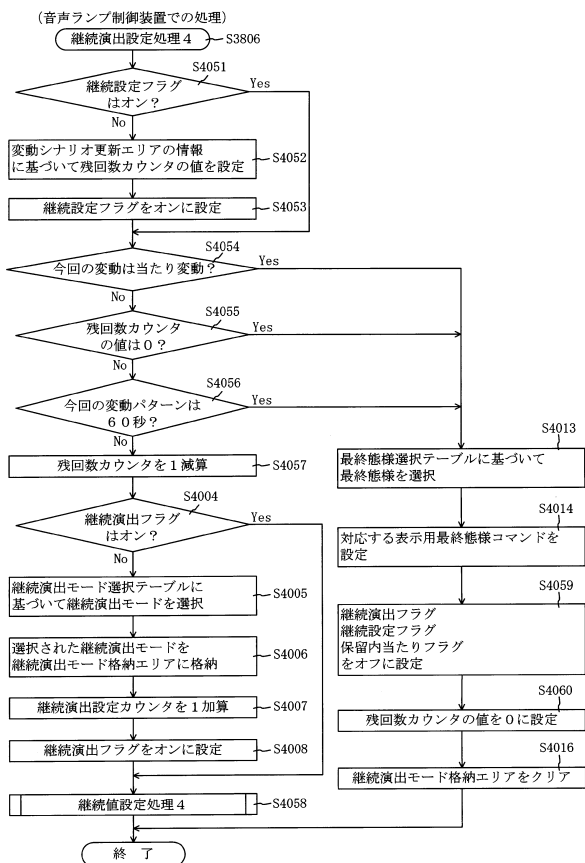 (音声ランプ制御装置での処理)
継続演出設定処理4
S3806
S4051
継続設定フラグ
はオン?
Yes
No
変動シナリオ更新エリアの情報
に基づいて残回数カウンタの値を設定
S4052
継続設定フラグをオンに設定
S4053
S4054
今回の変動は当たり変動?
Yes
No
S4055
残回数カウンタ
の値は0?
Yes
No
S4056
今回の変動パターンは
60秒?
Yes
No
残回数カウンタを1減算
S4057
S4004
継続演出フラグ
はオン?
Yes
No
継続演出モード選択テーブルに
基づいて継続演出モードを選択
S4005
選択された継続演出モードを
継続演出モード格納エリアに格納
S4006
継続演出設定カウンタを1加算
S4007
継続演出フラグをオンに設定
S4008
継続値設定処理4
S4058
終 了
S4013
最終態様選択テーブルに基づいて
最終態様を選択
S4014
対応する表示用最終態様コマンドを
設定
S4059
継続演出フラグ
継続設定フラグ
保留内当たりフラグ
をオフに設定
S4060
残回数カウンタの値を0に設定
S4016
継続演出モード格納エリアをクリア